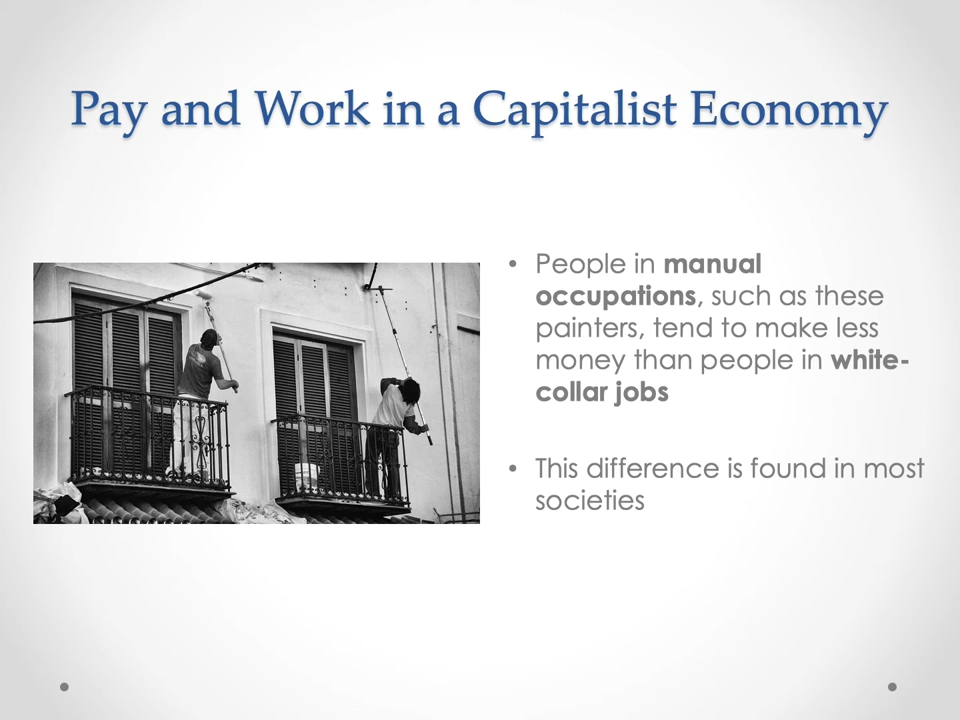 Pay and Work in a Capitalist Economy
• People in manual
occupations, such as these
painters, tend to make less
money than people in white-
collar jobs
• This difference is found in most
societies